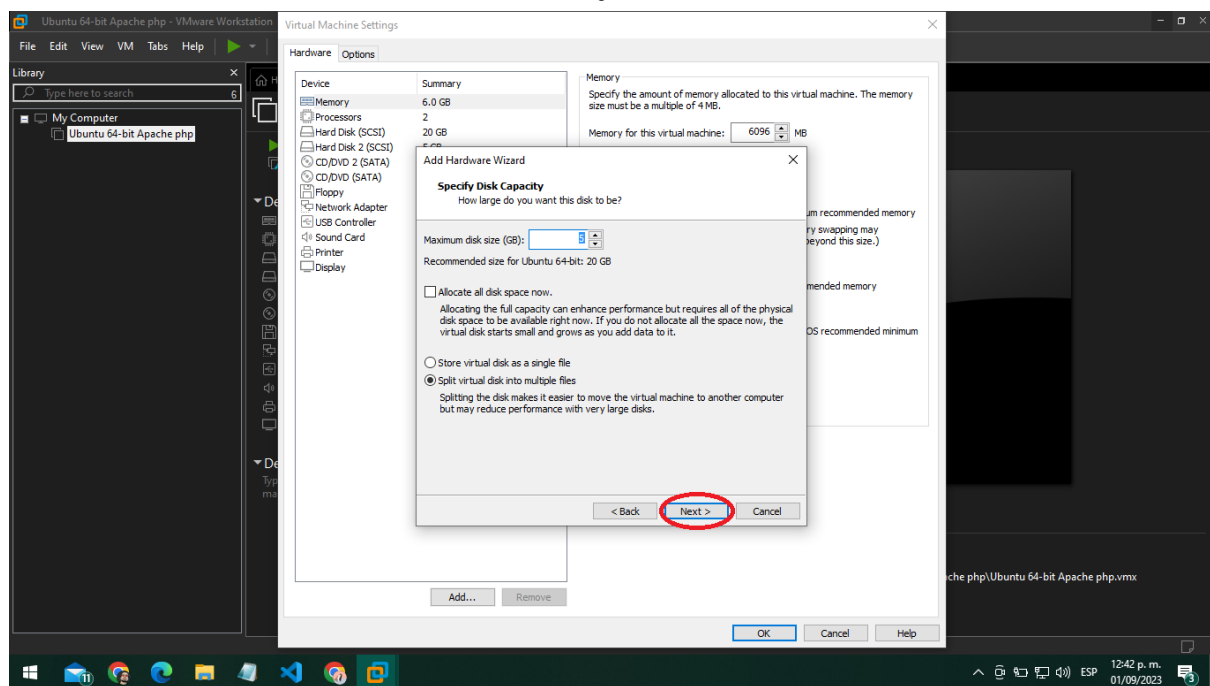 Ubuntu 64-bit Apache php - VMware Workstation
File Edit View VM Tabs Help
Library
Type here to search
6
My Computer
Ubuntu 64-bit Apache php
H
De
De
Typ
ma
Virtual Machine Settings
Hardware Options
Device Summary
Memory 6.0 GB
Processors 2
Hard Disk (SCSI) 20 GB
Hard Disk 2 (SCSI) 5 GB
CD/DVD 2 (SATA)
CD/DVD (SATA)
Floppy
Network Adapter
USB Controller
Sound Card
Printer
Display
Memory
Specify the amount of memory allocated to this virtual machine. The memory
size must be a multiple of 4 MB.
Memory for this virtual machine: 6096 MB
um recommended memory
ry swapping may
beyond this size.)
mended memory
OS recommended minimum
Add Hardware Wizard
Specify Disk Capacity
How large do you want this disk to be?
Maximum disk size (GB): 5
Recommended size for Ubuntu 64-bit: 20 GB
Allocate all disk space now.
Allocating the full capacity can enhance performance but requires all of the physical
disk space to be available right now. If you do not allocate all the space now, the
virtual disk starts small and grows as you add data to it.
Store virtual disk as a single file
Split virtual disk into multiple files
Splitting the disk makes it easier to move the virtual machine to another computer
but may reduce performance with very large disks.
< Back Next > Cancel
Add... Remove
OK Cancel Help
che php\Ubuntu 64-bit Apache php.vmx
11
ESP
12:42 p. m.
01/09/2023
3